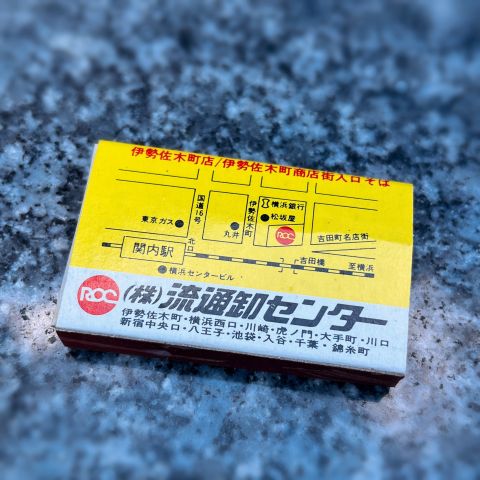 伊勢佐木町店/伊勢佐木町商店街入口そば
国道16号
東京ガス
丸井
伊勢佐木町
横浜銀行
松坂屋
RCC
吉田町名店街
関内駅
北口
吉田橋
至横浜
横浜センタービル
RCC (株)流通卸センター
伊勢佐木町・横浜西口・川崎・虎ノ門・大手町・川口
新宿中央口・八王子・池袋・入谷・千葉・錦糸町